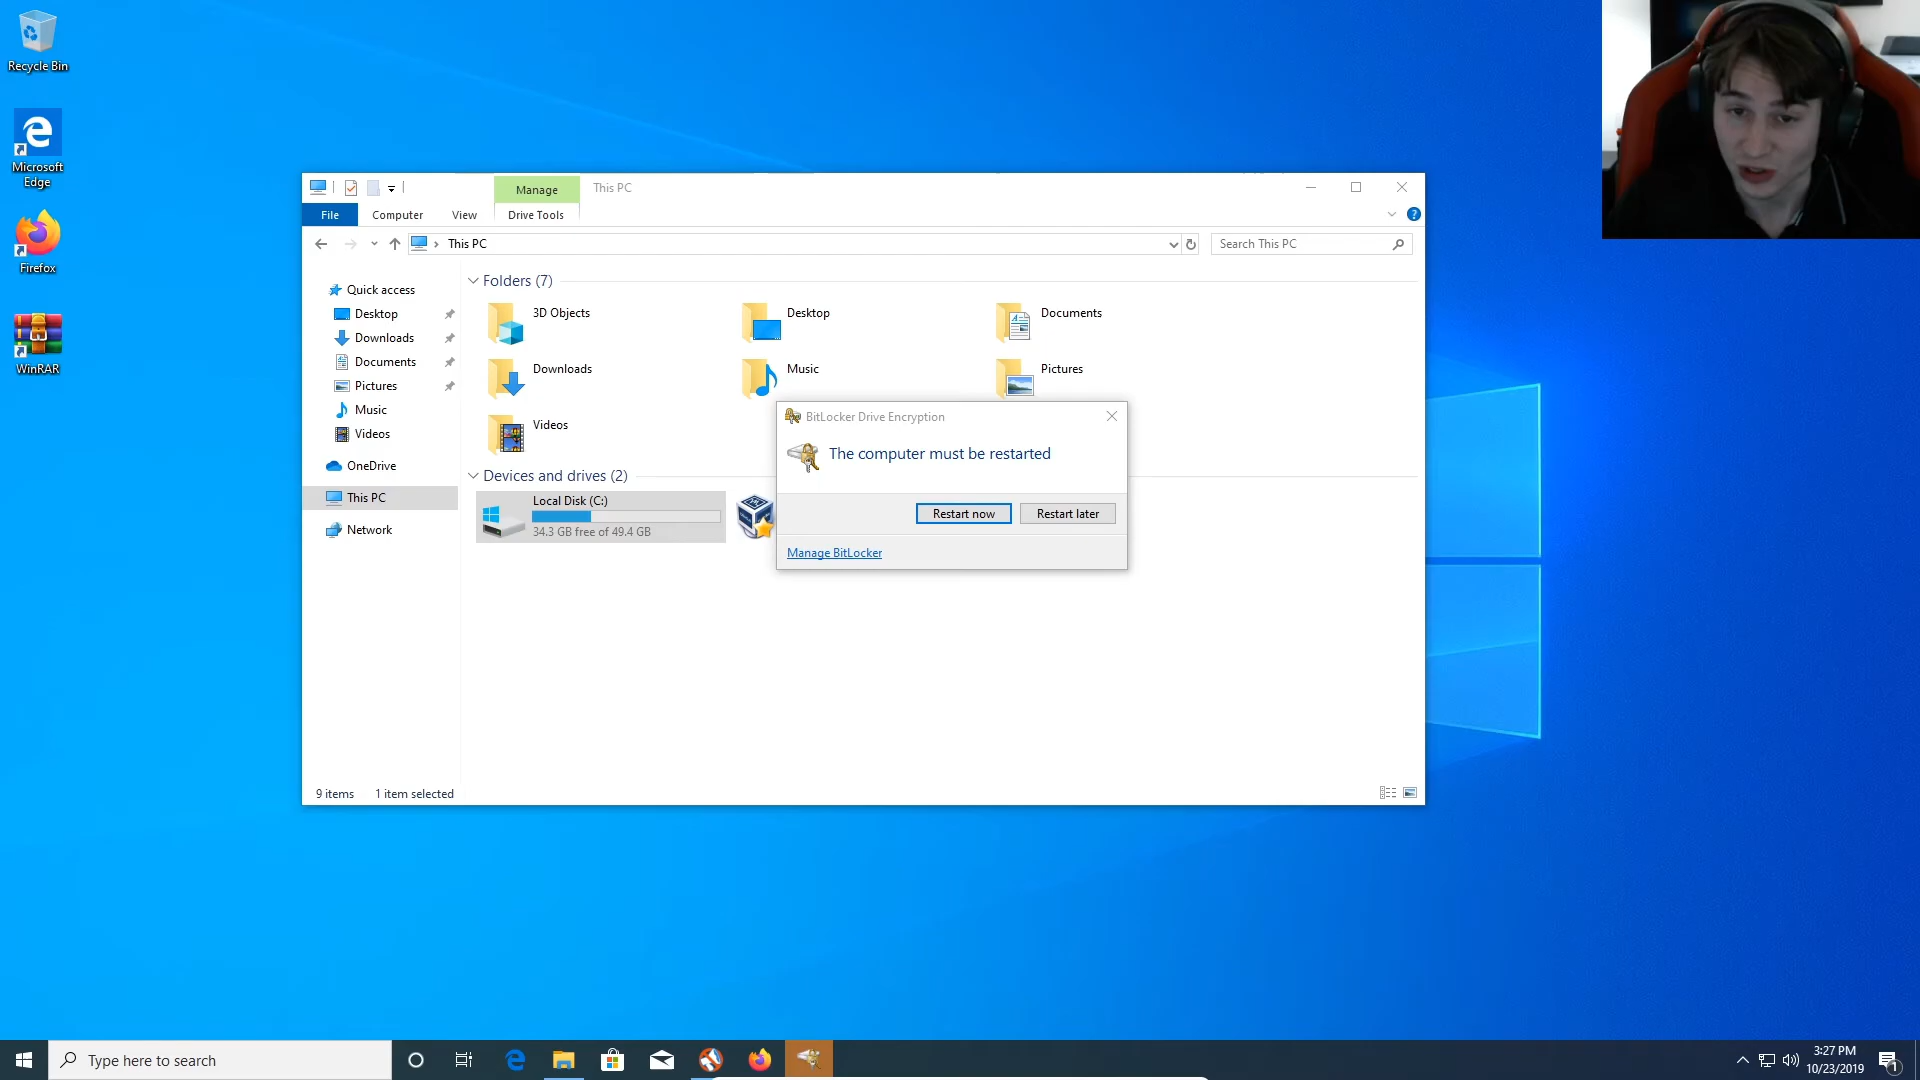 Recycle Bin
Microsoft
Edge
Firefox
WinRAR
Manage
This PC
File
Computer
View
Drive Tools
This PC
Search This PC
Quick access
Desktop
Downloads
Documents
Pictures
Music
Videos
OneDrive
This PC
Network
Folders (7)
3D Objects
Desktop
Documents
Downloads
Music
Pictures
Videos
Devices and drives (2)
Local Disk (C:)
34.3 GB free of 49.4 GB
BitLocker Drive Encryption
The computer must be restarted
Restart now
Restart later
Manage BitLocker
9 items
1 item selected
Type here to search
3:27 PM
10/23/2019
1